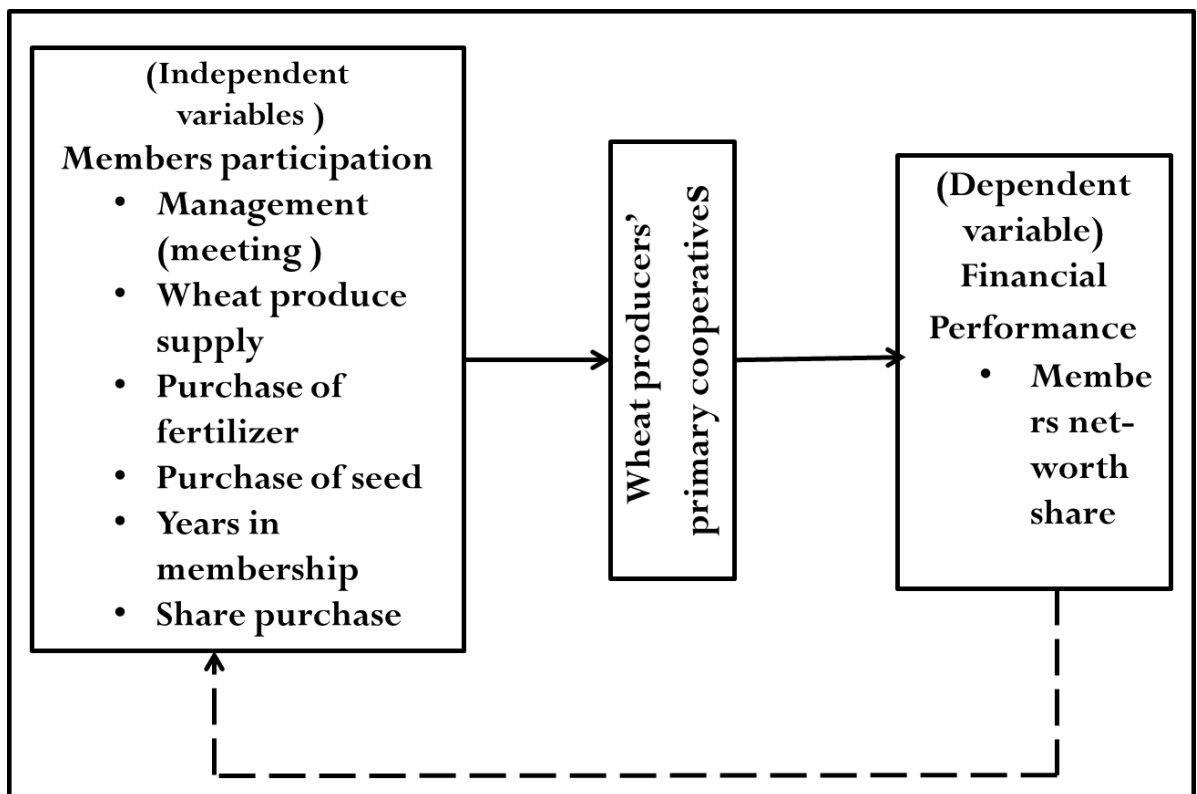 (Independent
variables )
Members participation
• Management
(meeting )
• Wheat produce
supply
• Purchase of
fertilizer
• Purchase of seed
• Years in
membership
• Share purchase
Wheat producers’
primary cooperatives
(Dependent
variable)
Financial
Performance
• Membe
rs net-
worth
share